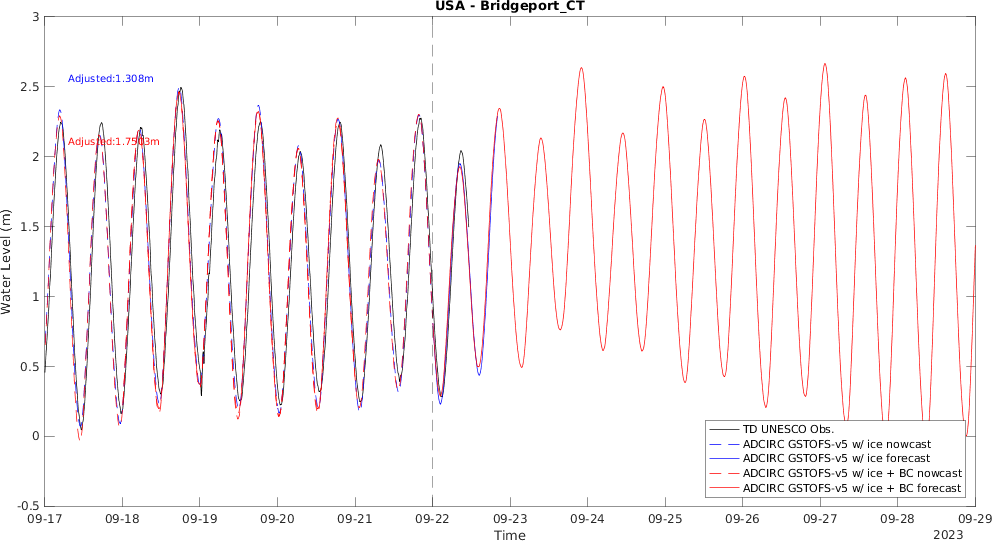 USA - Bridgeport_CT
3
2.5
2
1.5
1
0.5
0
-0.5
Water Level (m)
Adjusted:1.308m
Adjusted:1.7503m
TD UNESCO Obs.
ADCIRC GSTOFS-v5 w/ ice nowcast
ADCIRC GSTOFS-v5 w/ ice forecast
ADCIRC GSTOFS-v5 w/ ice + BC nowcast
ADCIRC GSTOFS-v5 w/ ice + BC forecast
09-17 09-18 09-19 09-20 09-21 09-22 09-23 09-24 09-25 09-26 09-27 09-28 09-29
Time
2023